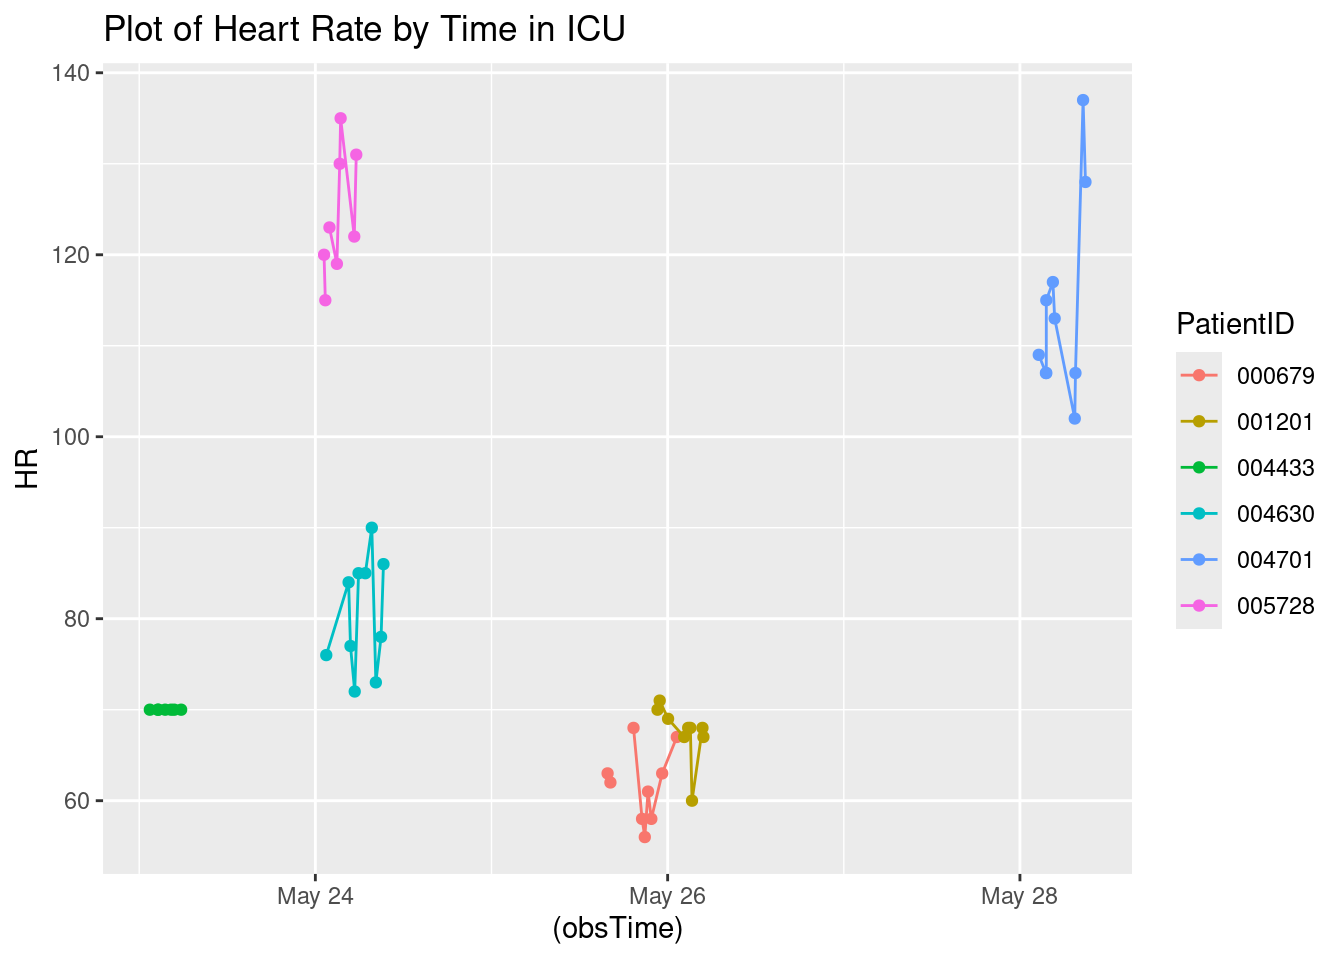 Plot of Heart Rate by Time in ICU
140
120
100
80
60
HR
May 24
May 26
May 28
(obsTime)
PatientID
000679
001201
004433
004630
004701
005728